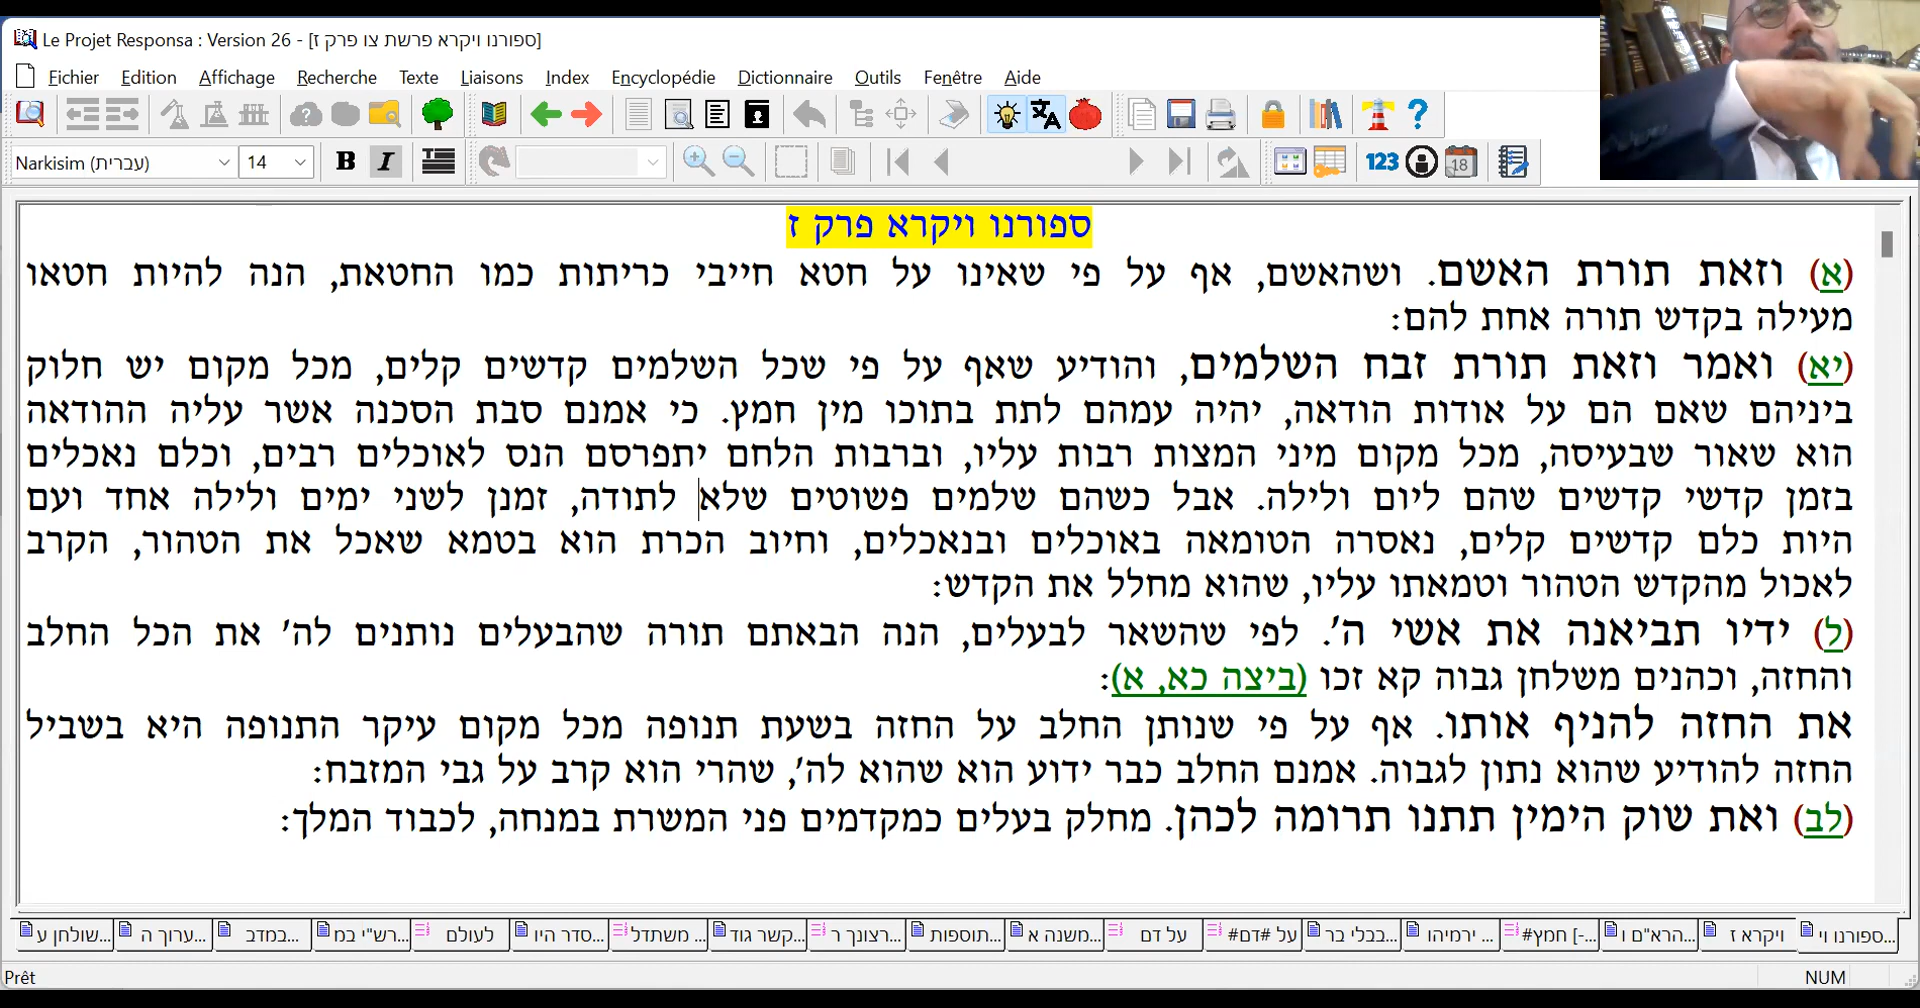 Le Projet Responsa : Version 26 - [ספורנו ויקרא פרשת צו פרק ז]
Fichier Edition Affichage Recherche Texte Liaisons Index Encyclopédie Dictionnaire Outils Fenêtre Aide
Narkisim (עברית) 14 B I 123 18
ספורנו ויקרא פרק ז
(א) וזאת תורת האשם. ושהאשם, אף על פי שאינו על חטא חייבי כריתות כמו החטאת, הנה להיות חטאו
מעילה בקדש תורה אחת להם:
(יא) ואמר וזאת תורת זבח השלמים, והודיע שאף על פי שכל השלמים קדשים קלים, מכל מקום יש חלוק
ביניהם שאם הם על אודות הודאה, יהיה עמהם לתת בתוכו מין חמץ. כי אמנם סבת הסכנה אשר עליה ההודאה
הוא שאור שבעיסה, מכל מקום מיני המצות רבות עליו, וברבות הלחם יתפרסם הנס לאוכלים רבים, וכלם נאכלים
בזמן קדשי קדשים שהם ליום ולילה. אבל כשהם שלמים פשוטים שלא לתודה, זמנן לשני ימים ולילה אחד ועם
היות כלם קדשים קלים, נאסרה הטומאה באוכלים ובנאכלים, וחיוב הכרת הוא בטמא שאכל את הטהור, הקרב
לאכול מהקדש הטהור וטמאתו עליו, שהוא מחלל את הקדש:
(ל) ידיו תביאנה את אשי ה'. לפי שהשאר לבעלים, הנה הבאתם תורה שהבעלים נותנים לה' את הכל החלב
והחזה, וכהנים משלחן גבוה קא זכו (ביצה כא, א):
את החזה להניף אותו. אף על פי שנותן החלב על החזה בשעת תנופה מכל מקום עיקר התנופה היא בשביל
החזה להודיע שהוא נתון לגבוה. אמנם החלב כבר ידוע הוא שהוא לה', שהרי הוא קרב על גבי המזבח:
(לב) ואת שוק הימין תתנו תרומה לכהן. מחלק בעלים כמקדמים פני המשרת במנחה, לכבוד המלך:
ספורנו וי... ויקרא ז הרא"ם ו... [- חמץ#... ירמיהו ... בבלי בר... על #דם# על דם משנה א... תוספות... רצונך ר... קשר גוד... משתדל... סדר היו... לעולם רש"י במ... במדב... ערוך ה... שולחן ע...
Prêt NUM